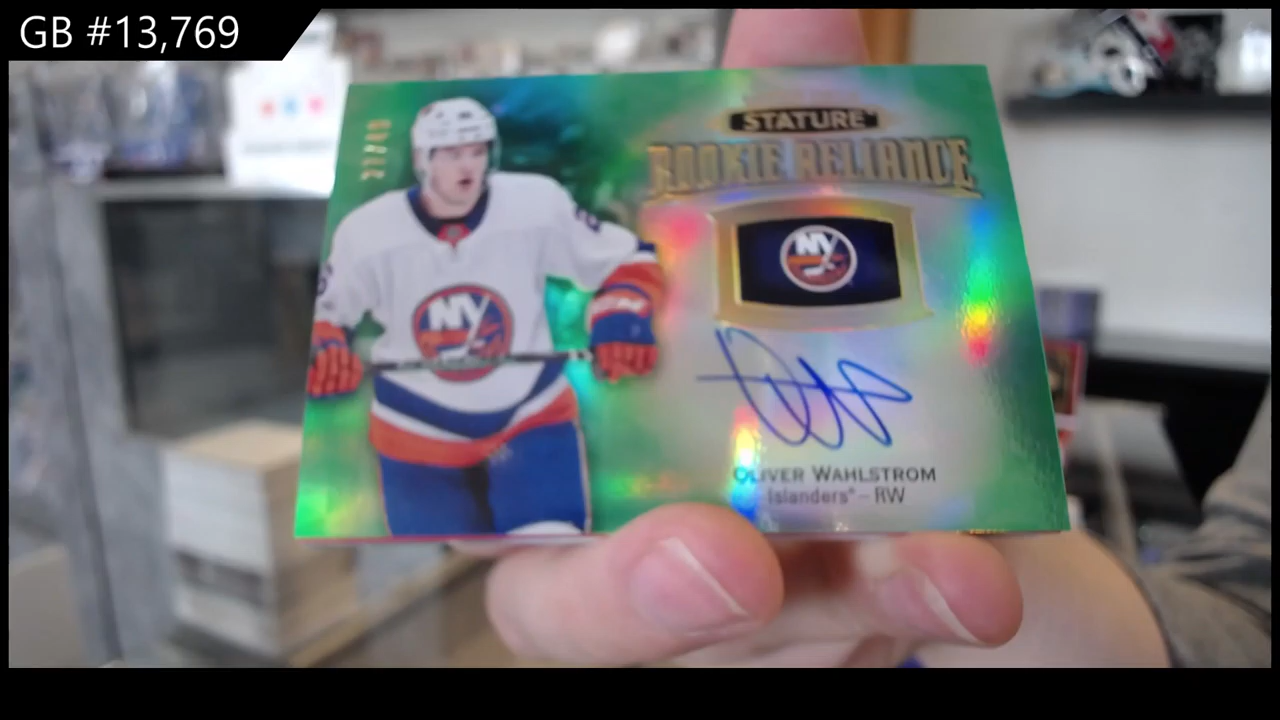 GB #13,769
STATURE
ROOKIE RELIANCE
NY
NY
OLIVER WAHLSTROM
Islanders® – RW